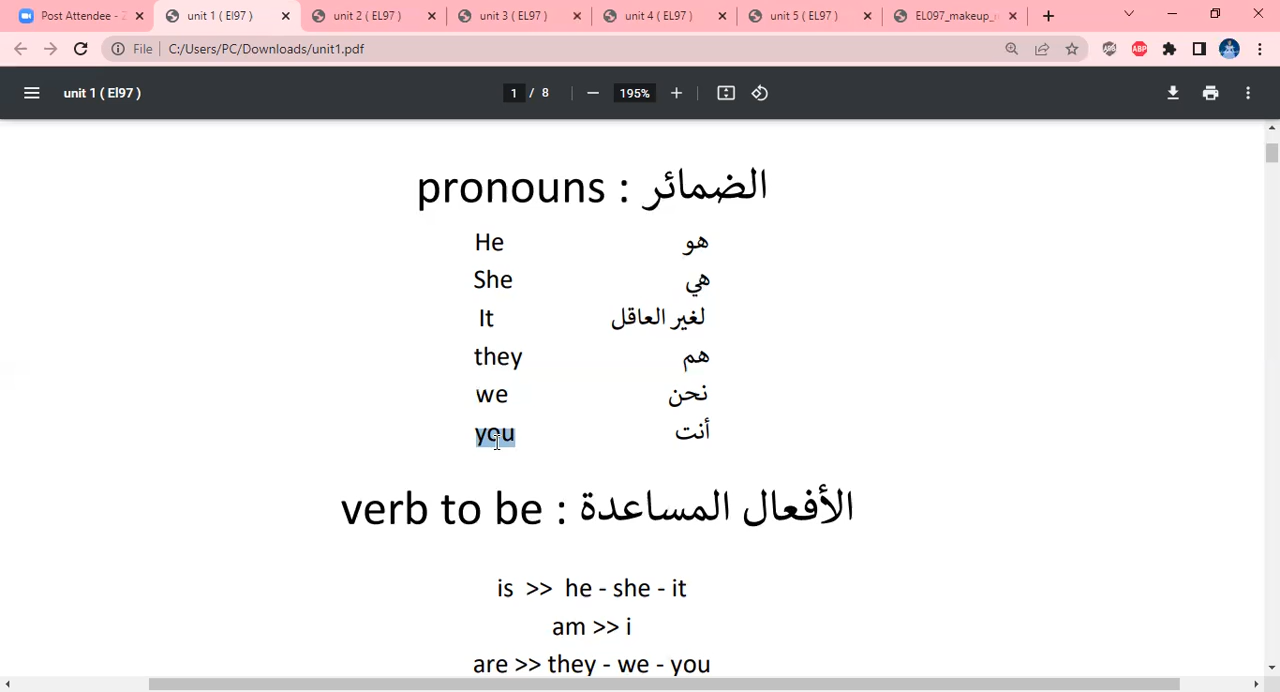 Post Attendee - Z
unit 1 ( El97 )
unit 2 ( EL97 )
unit 3 ( EL97 )
unit 4 ( EL97 )
unit 5 ( EL97 )
EL097_makeup_
File | C:/Users/PC/Downloads/unit1.pdf
unit 1 ( El97 )
1 / 8
195%
pronouns : الضمائر
He هو
She هي
It لغير العاقل
they هم
we نحن
you أنت
verb to be : الأفعال المساعدة
is >> he - she - it
am >> i
are >> they - we - you